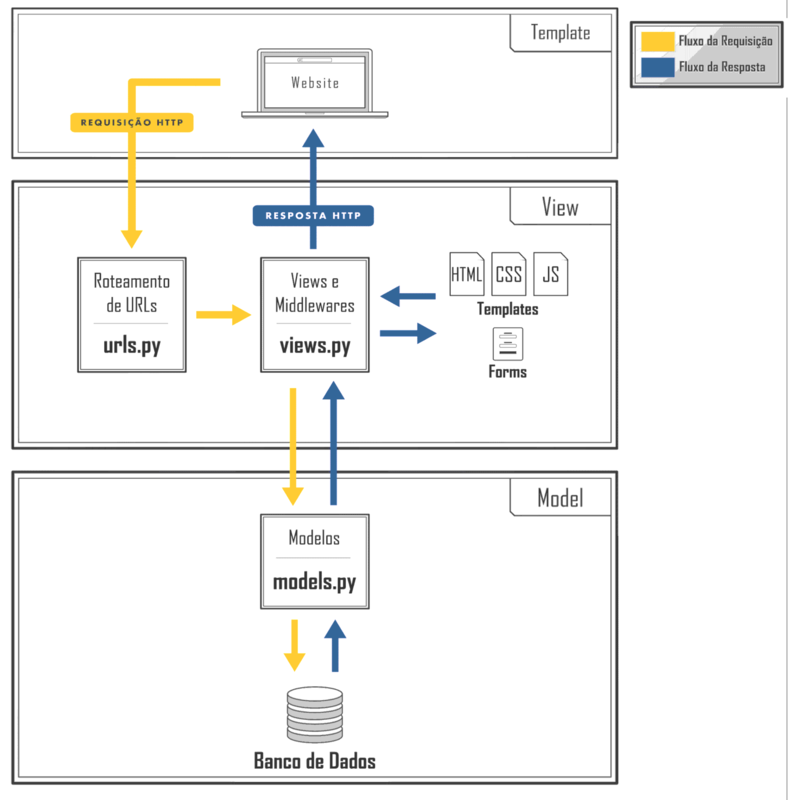 Template
Fluxo da Requisição
Fluxo da Resposta
Website
REQUISIÇÃO HTTP
View
RESPOSTA HTTP
Roteamento
de URLs
urls.py
Views e
Middlewares
views.py
HTML
CSS
JS
Templates
Forms
Model
Modelos
models.py
Banco de Dados